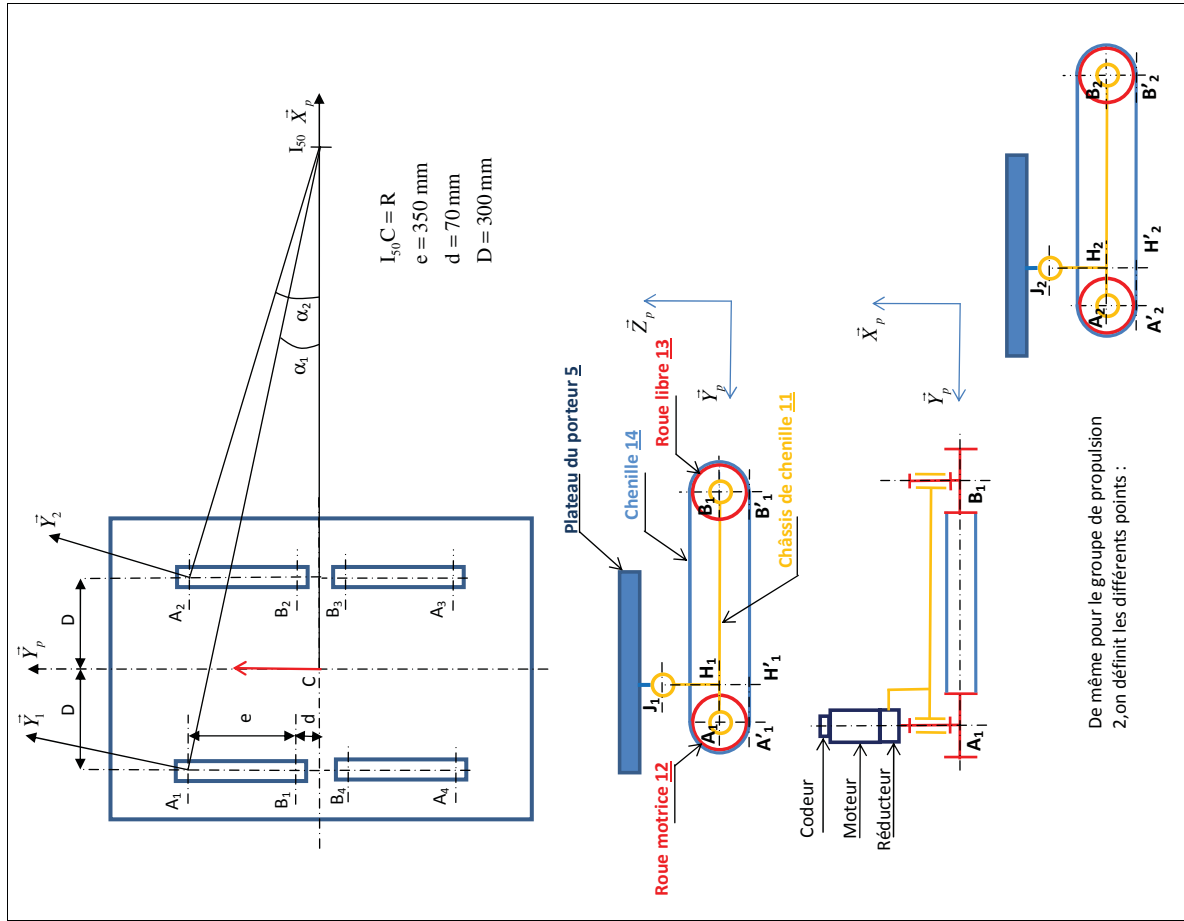 Y⃗₁
Y⃗ₚ
Y⃗₂
D
D
A₁
A₂
e
B₁
d
B₂
B₄
B₃
C
A₄
A₃
α₁
α₂
I₅₀
X⃗ₚ
I₅₀C = R
e = 350 mm
d = 70 mm
D = 300 mm
Plateau du porteur 5
Chenille 14
Roue libre 13
J₁
H₁
A₁
B₁
A'₁
H'₁
B'₁
Roue motrice 12
Châssis de chenille 11
Z⃗ₚ
Y⃗ₚ
Codeur
Moteur
Réducteur
A₁
B₁
X⃗ₚ
Y⃗ₚ
De même pour le groupe de propulsion
2,on définit les différents points :
J₂
H₂
A₂
B₂
A'₂
H'₂
B'₂